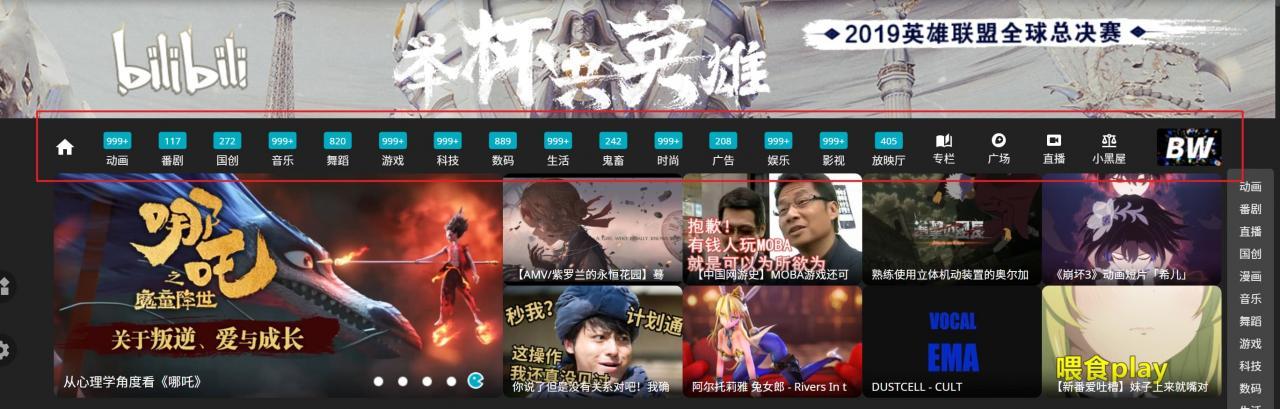 bilibili
举杯共英雄
2019英雄联盟全球总决赛
999+ 117 272 999+ 820 999+ 999+ 889 999+ 242 999+ 208 999+ 999+ 405
动画 番剧 国创 音乐 舞蹈 游戏 科技 数码 生活 鬼畜 时尚 广告 娱乐 影视 放映厅 专栏 广场 直播 小黑屋
BW
哪吒
之
魔童降世
关于叛逆、爱与成长
从心理学角度看《哪吒》
【AMV/紫罗兰的永恒花园】蓦
抱歉！
有钱人玩MOBA
就是可以为所欲为
【中国网游史】MOBA游戏还可
熟练使用立体机动装置的奥尔加
《崩坏3》动画短片「希儿」
秒我？
计划通
这操作
我还真没见过
你说了但是没有关系对吧！我确
阿尔托莉雅 兔女郎 - Rivers In t
VOCAL
EMA
DUSTCELL - CULT
喂食play
【新番爱吐槽】妹子上来就嘴对
动画
番剧
直播
国创
漫画
音乐
舞蹈
游戏
科技
数码